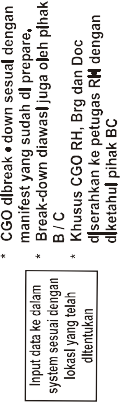 * CGO dibreak • down sesuai dengan
manifest yang sudah di prepare.
* Break-down diawasi juga oleh pihak
B / C
* Khusus CGO RH, Brg dan Doc
diserahkan ke petugas RH dengan
diketahui pihak BC
Input data ke dalam
system sesuai dengan
lokasi yang telah
ditentukan